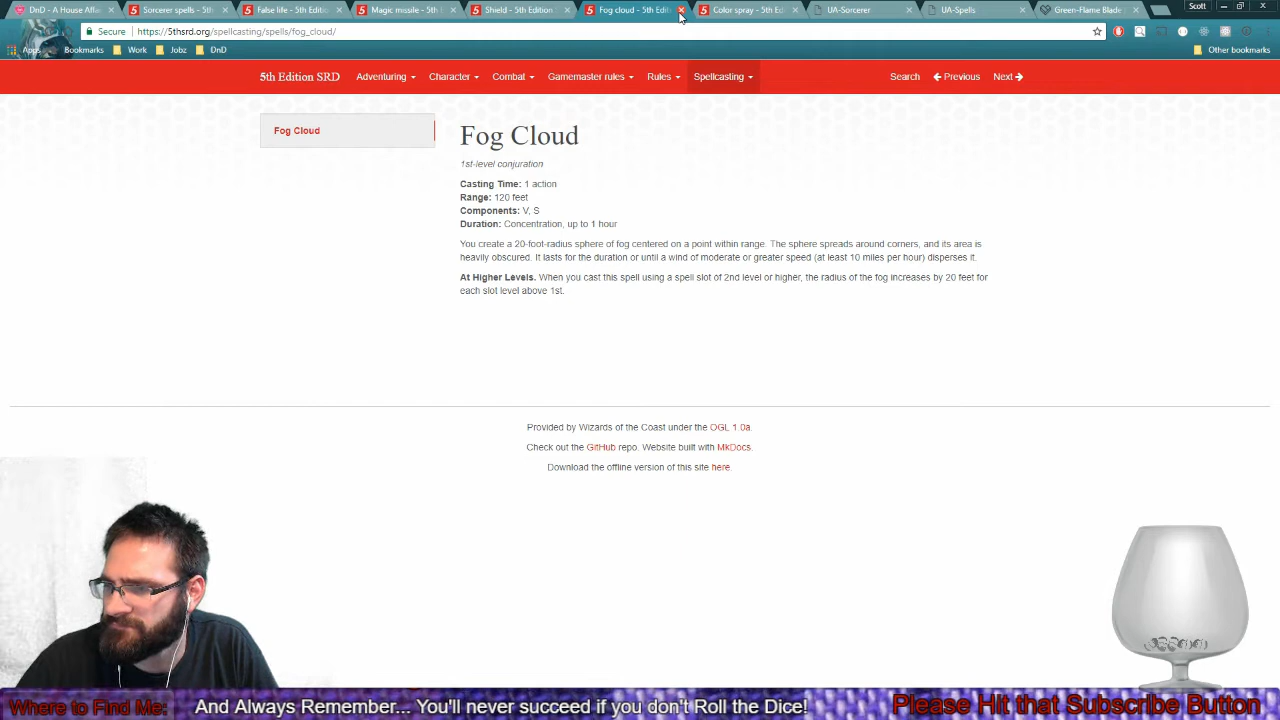 DnD - A House Affai
Sorcerer spells - 5th
False life - 5th Editio
Magic missile - 5th E
Shield - 5th Edition
Fog cloud - 5th Editi
Color spray - 5th Edi
UA-Sorcerer
UA-Spells
Green-Flame Blade
Scott
Secure
https://5thsrd.org/spellcasting/spells/fog_cloud/
Apps
Bookmarks
Work
Jobz
DnD
Other bookmarks
5th Edition SRD
Adventuring
Character
Combat
Gamemaster rules
Rules
Spellcasting
Search
Previous
Next
Fog Cloud
Fog Cloud
1st-level conjuration
Casting Time: 1 action
Range: 120 feet
Components: V, S
Duration: Concentration, up to 1 hour
You create a 20-foot-radius sphere of fog centered on a point within range. The sphere spreads around corners, and its area is
heavily obscured. It lasts for the duration or until a wind of moderate or greater speed (at least 10 miles per hour) disperses it.
At Higher Levels. When you cast this spell using a spell slot of 2nd level or higher, the radius of the fog increases by 20 feet for
each slot level above 1st.
Provided by Wizards of the Coast under the OGL 1.0a.
Check out the GitHub repo. Website built with MkDocs.
Download the offline version of this site here.
Where to Find Me:
And Always Remember... You'll never succeed if you don't Roll the Dice!
Please Hit that Subscribe Button